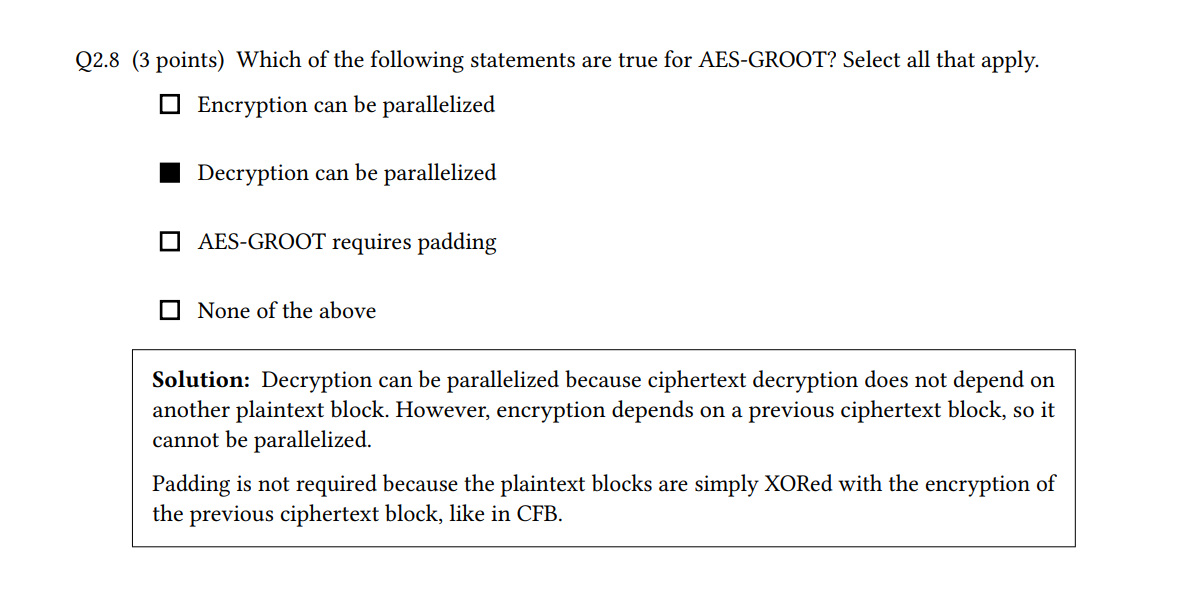 Q2.8 (3 points) Which of the following statements are true for AES-GROOT? Select all that apply.
Encryption can be parallelized
Decryption can be parallelized
AES-GROOT requires padding
None of the above
Solution: Decryption can be parallelized because ciphertext decryption does not depend on
another plaintext block. However, encryption depends on a previous ciphertext block, so it
cannot be parallelized.
Padding is not required because the plaintext blocks are simply XORed with the encryption of
the previous ciphertext block, like in CFB.